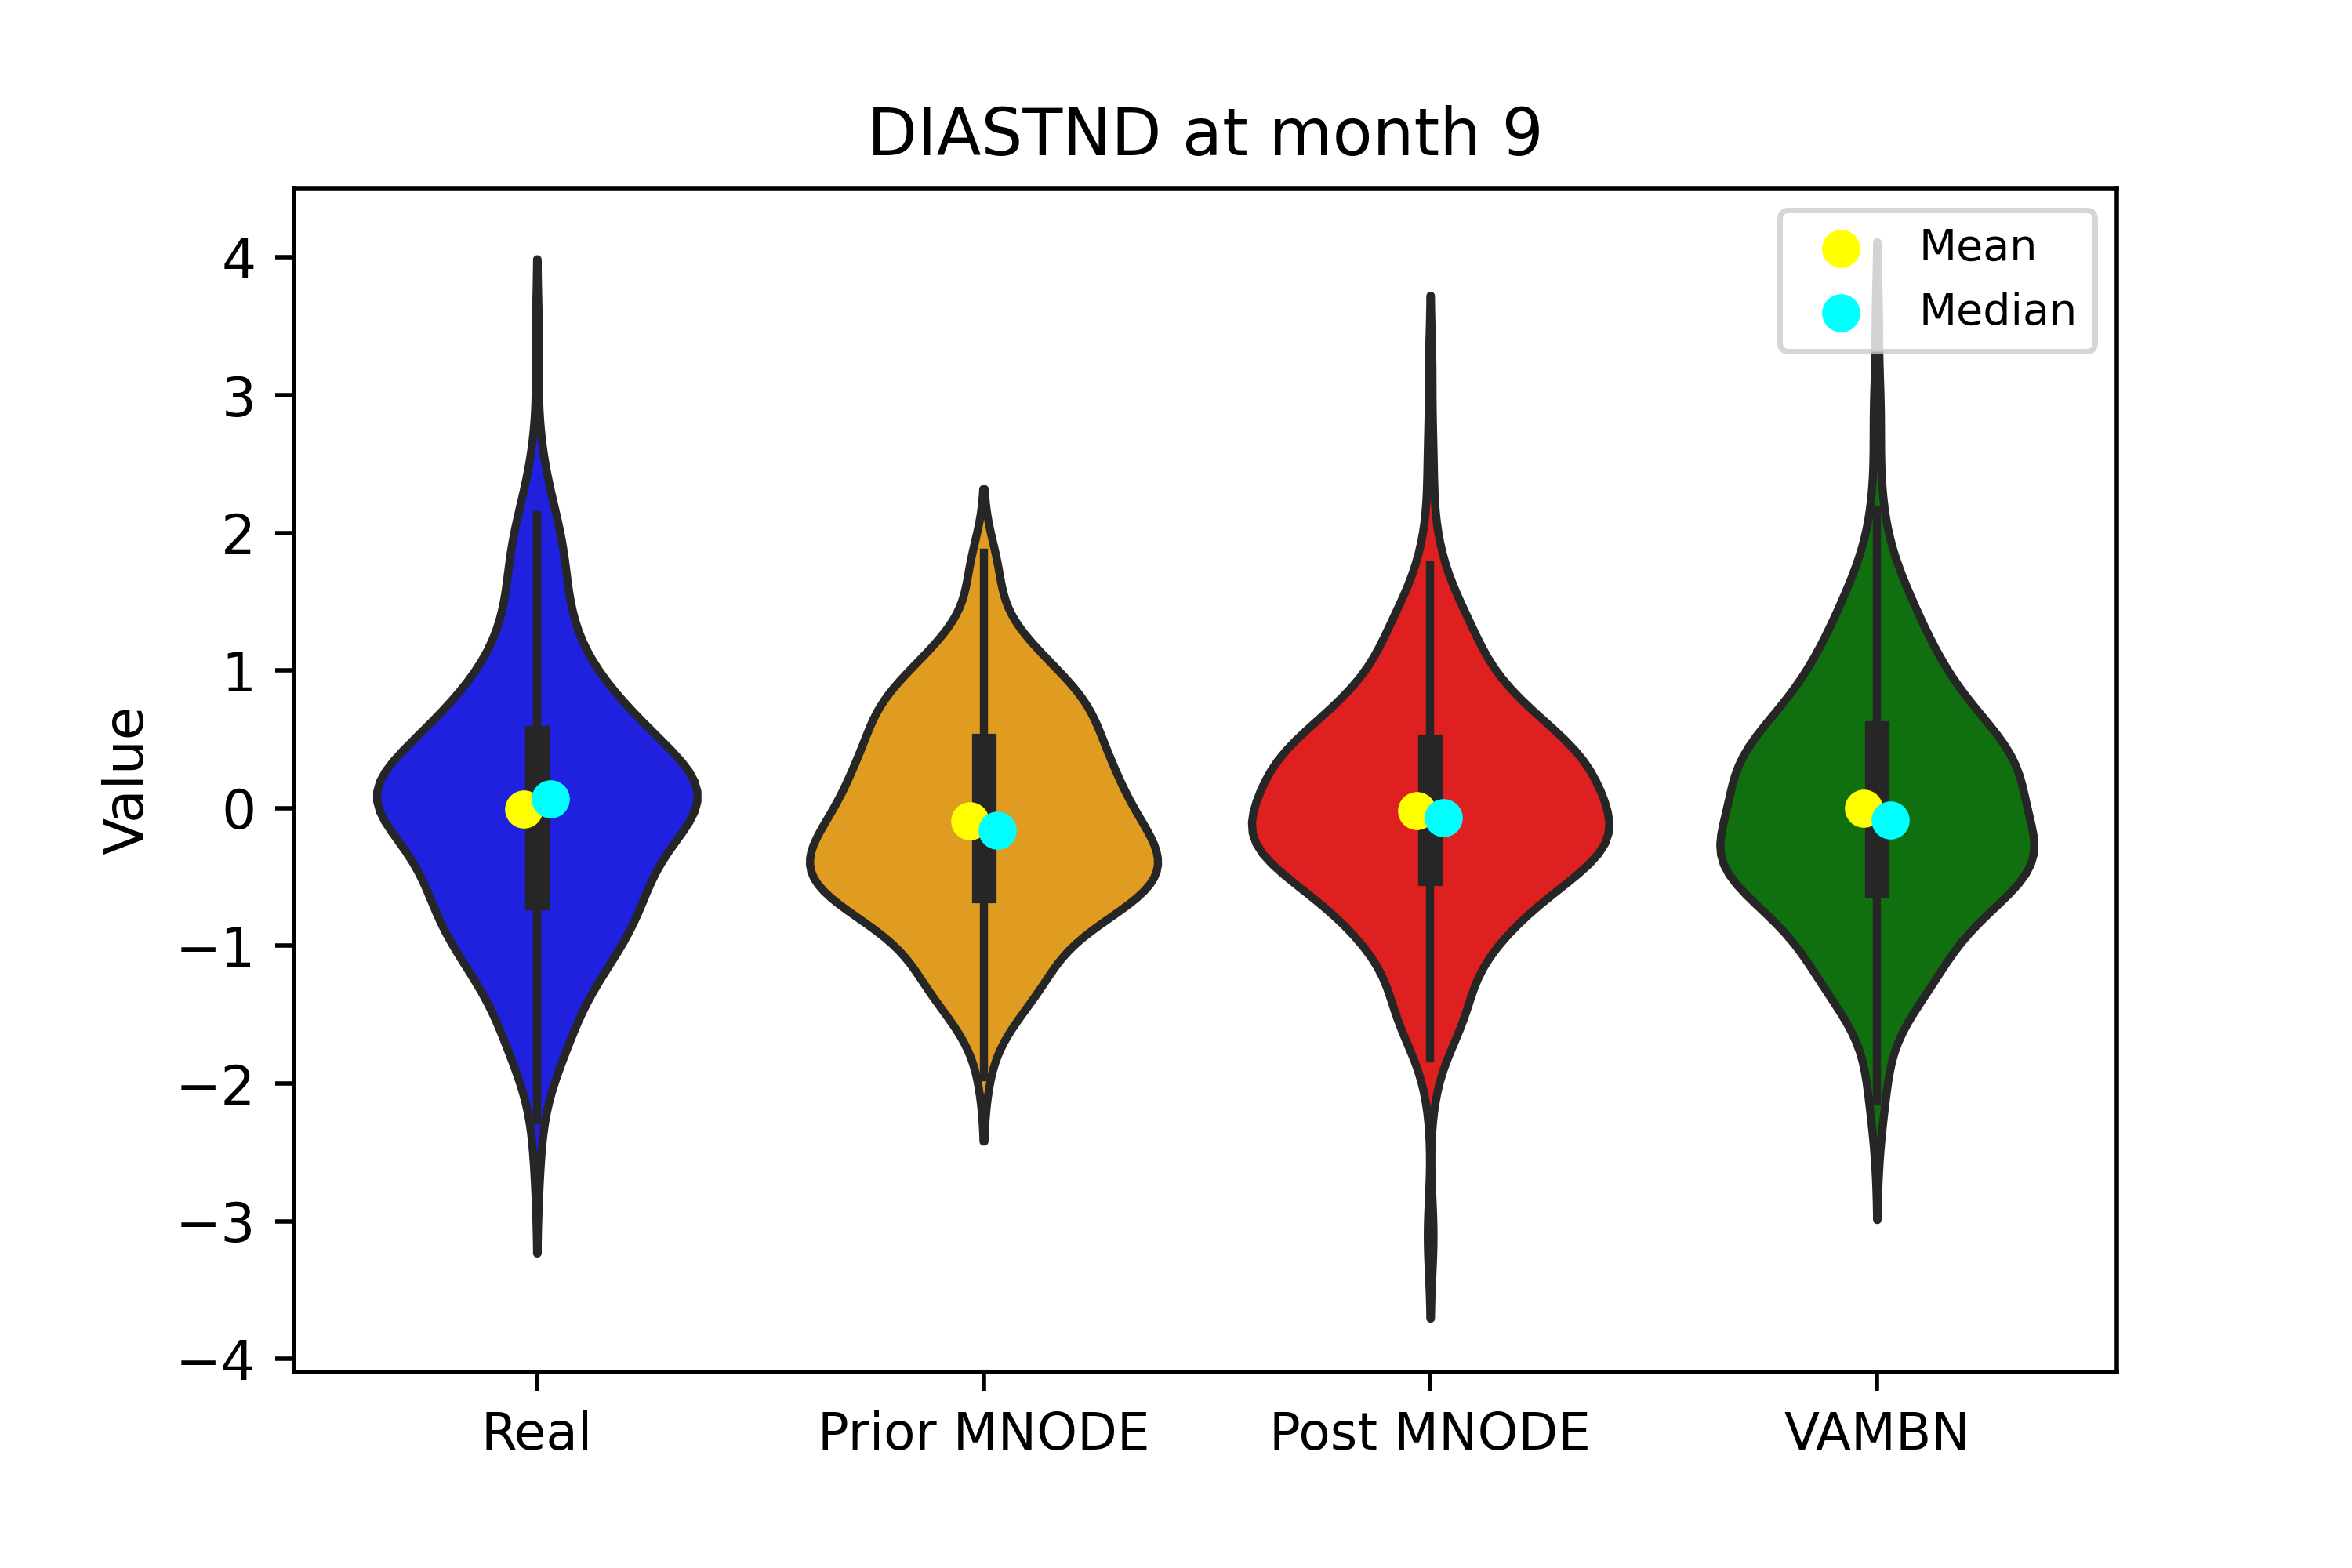 DIASTND at month 9
Mean
Median
Value
4
3
2
1
0
−1
−2
−3
−4
Real
Prior MNODE
Post MNODE
VAMBN